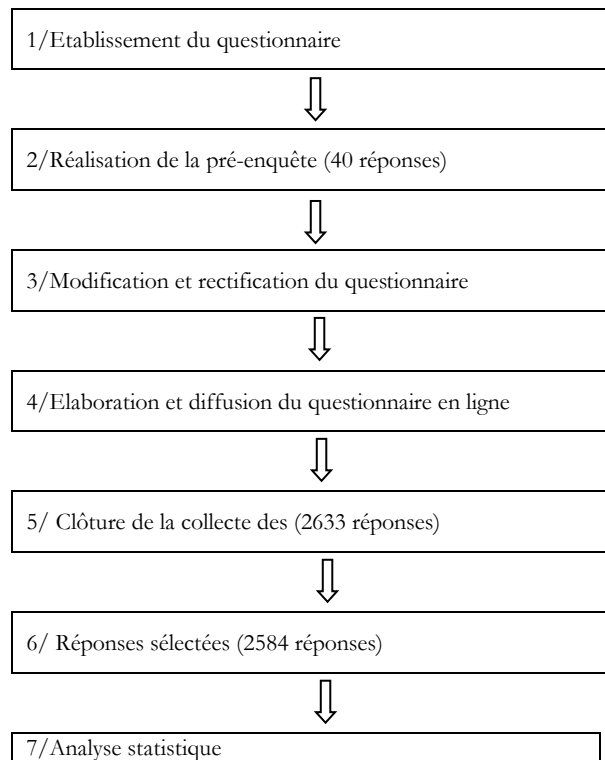 1/Etablissement du questionnaire
2/Réalisation de la pré-enquête (40 réponses)
3/Modification et rectification du questionnaire
4/Elaboration et diffusion du questionnaire en ligne
5/ Clôture de la collecte des (2633 réponses)
6/ Réponses sélectées (2584 réponses)
7/Analyse statistique